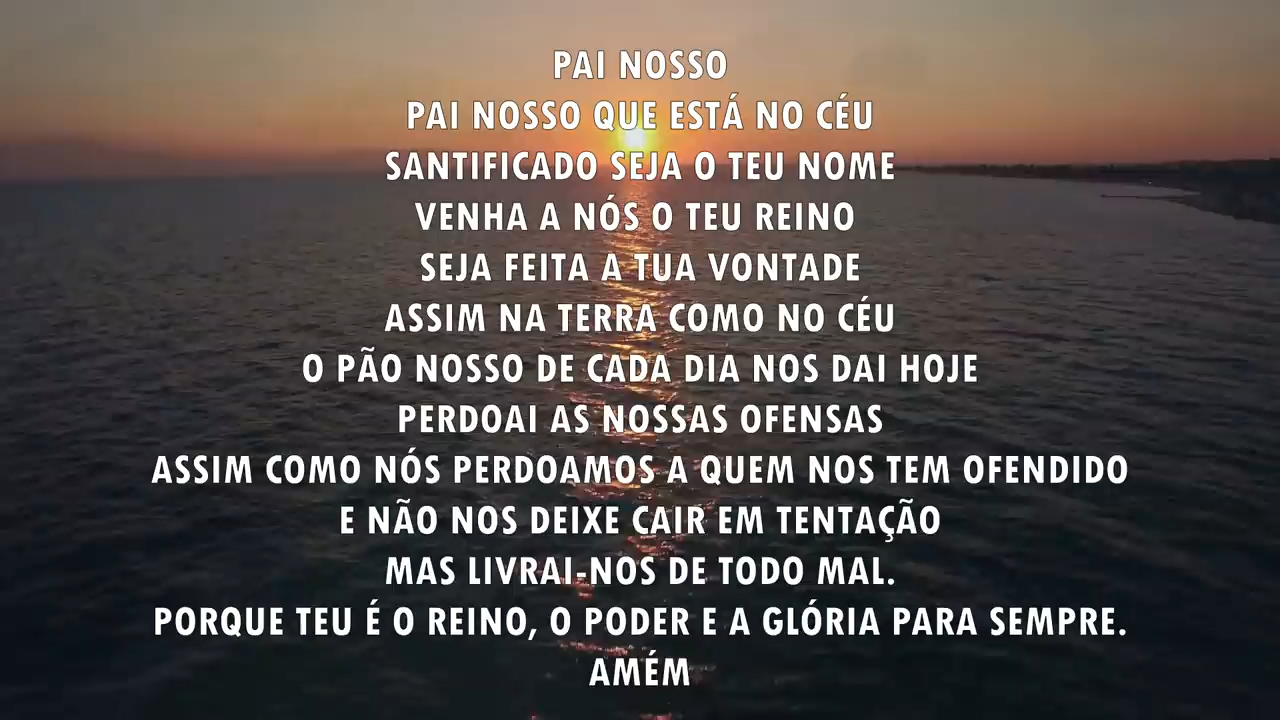 PAI NOSSO
PAI NOSSO QUE ESTÁ NO CÉU
SANTIFICADO SEJA O TEU NOME
VENHA A NÓS O TEU REINO
SEJA FEITA A TUA VONTADE
ASSIM NA TERRA COMO NO CÉU
O PÃO NOSSO DE CADA DIA NOS DAI HOJE
PERDOAI AS NOSSAS OFENSAS
ASSIM COMO NÓS PERDOAMOS A QUEM NOS TEM OFENDIDO
E NÃO NOS DEIXE CAIR EM TENTAÇÃO
MAS LIVRAI-NOS DE TODO MAL.
PORQUE TEU É O REINO, O PODER E A GLÓRIA PARA SEMPRE.
AMÉM